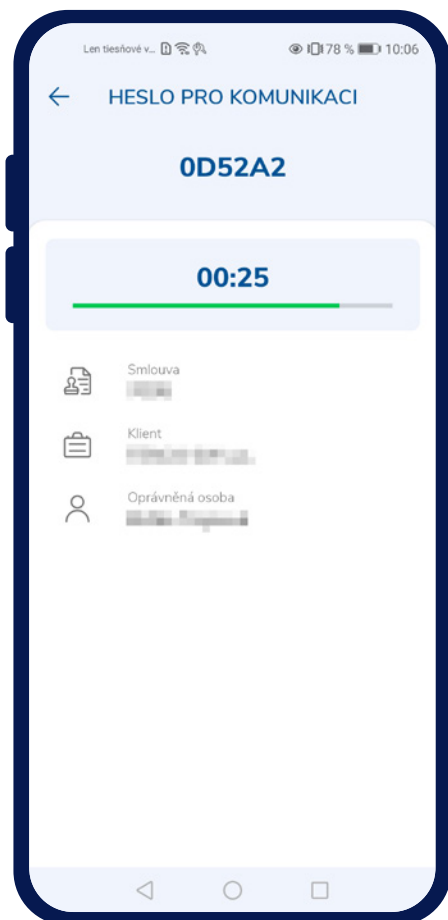 Len tiesňové v... 78 % 10:06
HESLO PRO KOMUNIKACI
0D52A2
00:25
Smlouva
Klient
Oprávněná osoba